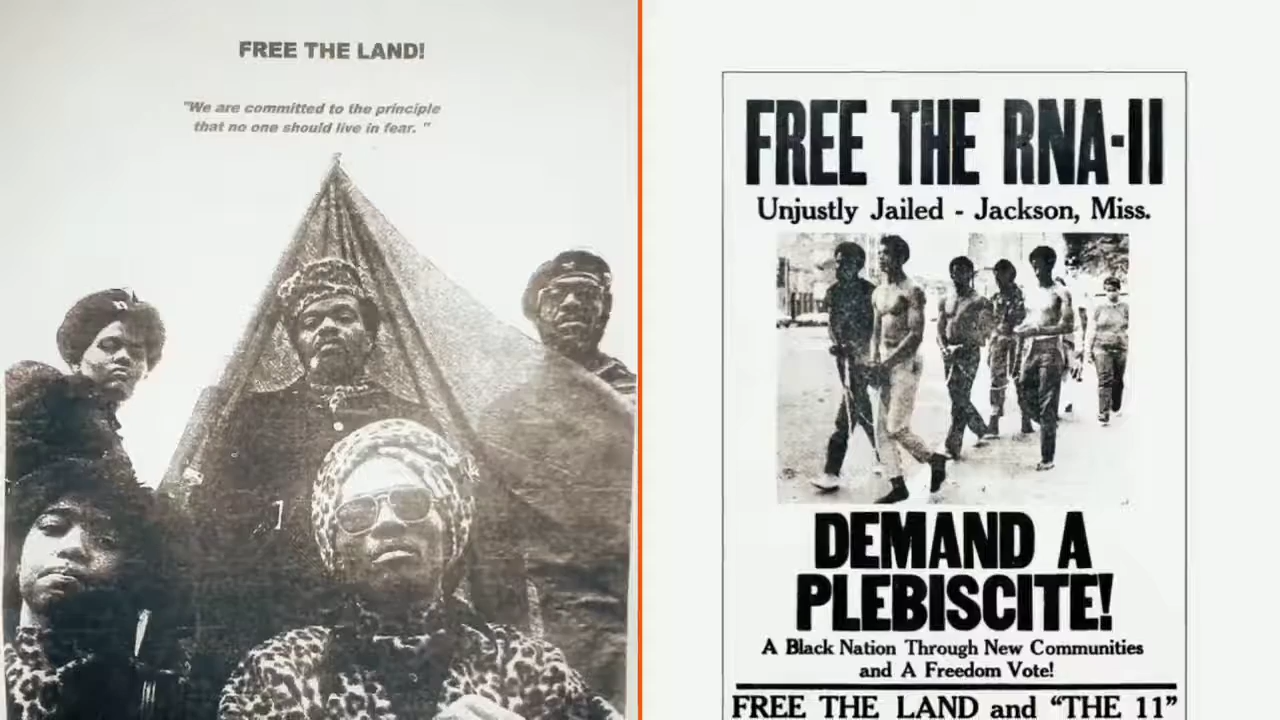 FREE THE LAND!
"We are committed to the principle
that no one should live in fear. "
FREE THE RNA-II
Unjustly Jailed - Jackson, Miss.
DEMAND A
PLEBISCITE!
A Black Nation Through New Communities
and A Freedom Vote!
FREE THE LAND and “THE 11”